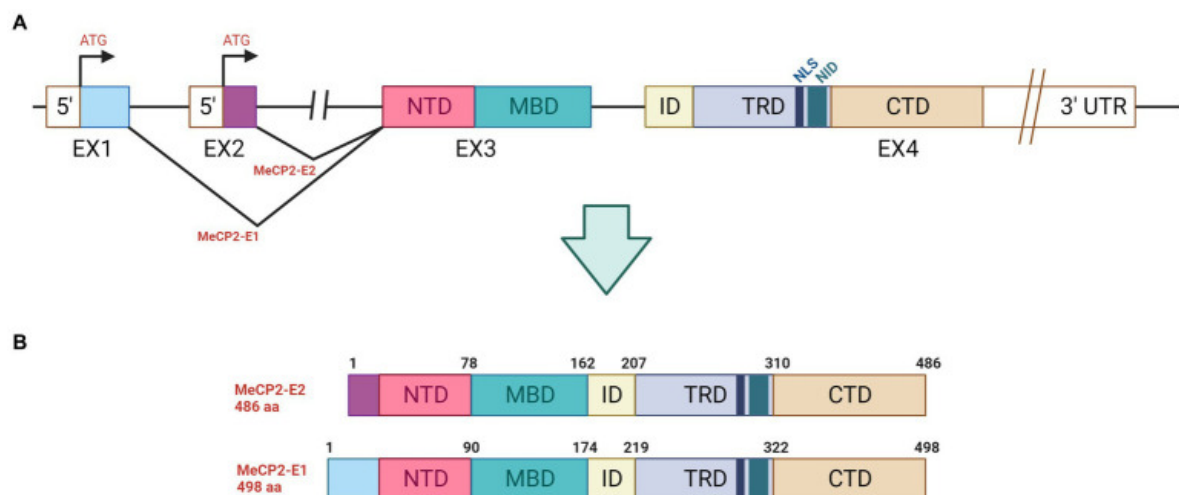 A
ATG
ATG
NLS
NID
5'
5'
NTD
MBD
ID
TRD
CTD
3' UTR
EX1
EX2
EX3
EX4
MeCP2-E2
MeCP2-E1
B
1
78
162
207
310
486
MeCP2-E2
486 aa
NTD
MBD
ID
TRD
CTD
1
90
174
219
322
498
MeCP2-E1
498 aa
NTD
MBD
ID
TRD
CTD